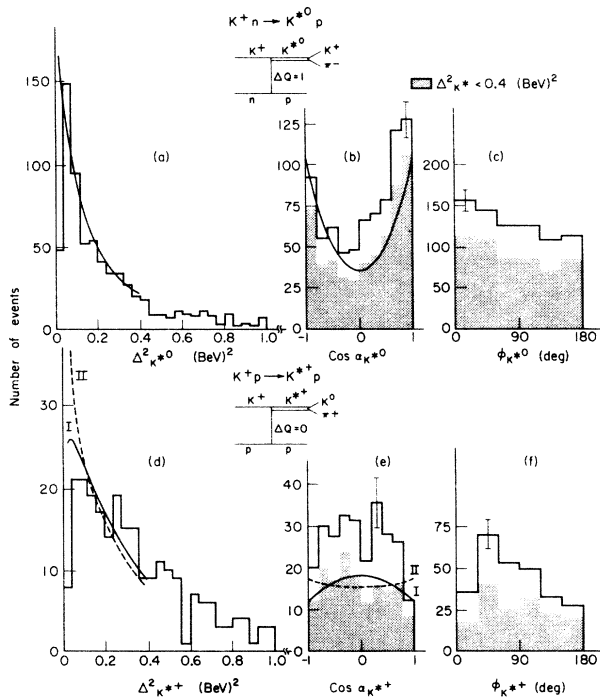 K⁺ n → K*⁰ p
K⁺ K*⁰ K⁺
π⁻
ΔQ=1
n p
Δ²K* < 0.4 (BeV)²
150
100
50
0
(a)
0 0.2 0.4 0.6 0.8 1.0
Δ²K*⁰ (BeV)²
125
100
75
50
25
0
(b)
-1 0 1
Cos αK*⁰
200
150
100
50
0
(c)
0 90 180
ϕK*⁰ (deg)
Number of events
K⁺p → K*⁺ p
K⁺ K*⁺ K⁰
π⁺
ΔQ=0
p p
II
I
30
20
10
0
(d)
0 0.2 0.4 0.6 0.8 1.0
Δ²K*⁺ (BeV)²
40
30
20
10
0
(e)
II
I
-1 0 1
Cos αK*⁺
75
50
25
0
(f)
0 90 180
ϕK*⁺ (deg)